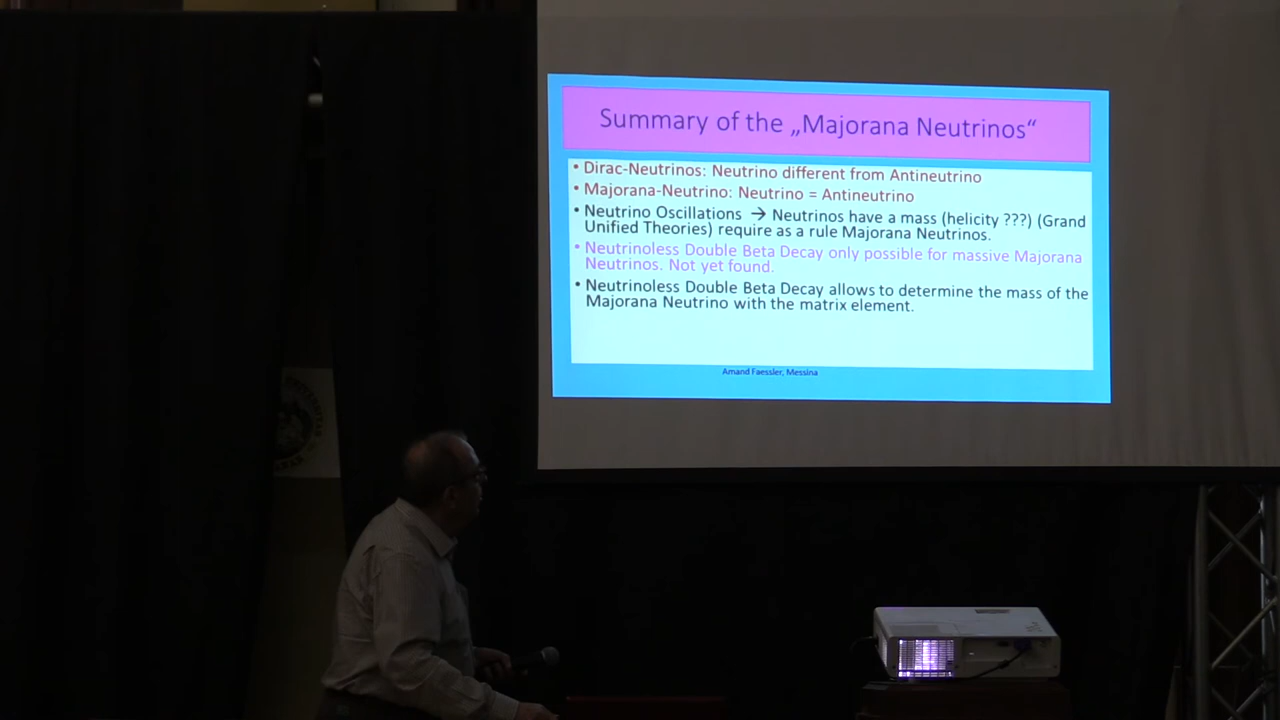 Summary of the „Majorana Neutrinos“
• Dirac-Neutrinos: Neutrino different from Antineutrino
• Majorana-Neutrino: Neutrino = Antineutrino
• Neutrino Oscillations → Neutrinos have a mass (helicity ???) (Grand
Unified Theories) require as a rule Majorana Neutrinos.
• Neutrinoless Double Beta Decay only possible for massive Majorana
Neutrinos. Not yet found.
• Neutrinoless Double Beta Decay allows to determine the mass of the
Majorana Neutrino with the matrix element.
Amand Faessler, Messina